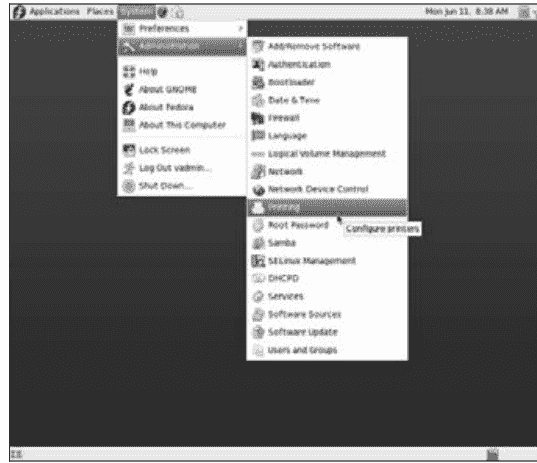 Applications Places System Mon Jun 11, 8:38 AM
Preferences
Administration
Help
About GNOME
About Fedora
About This Computer
Lock Screen
Log Out vadmin...
Shut Down...
Add/Remove Software
Authentication
Bootloader
Date & Time
Firewall
Language
Logical Volume Management
Network
Network Device Control
Printing
Root Password
Configure printers
Samba
SELinux Management
DHCPD
Services
Software Sources
Software Update
Users and Groups